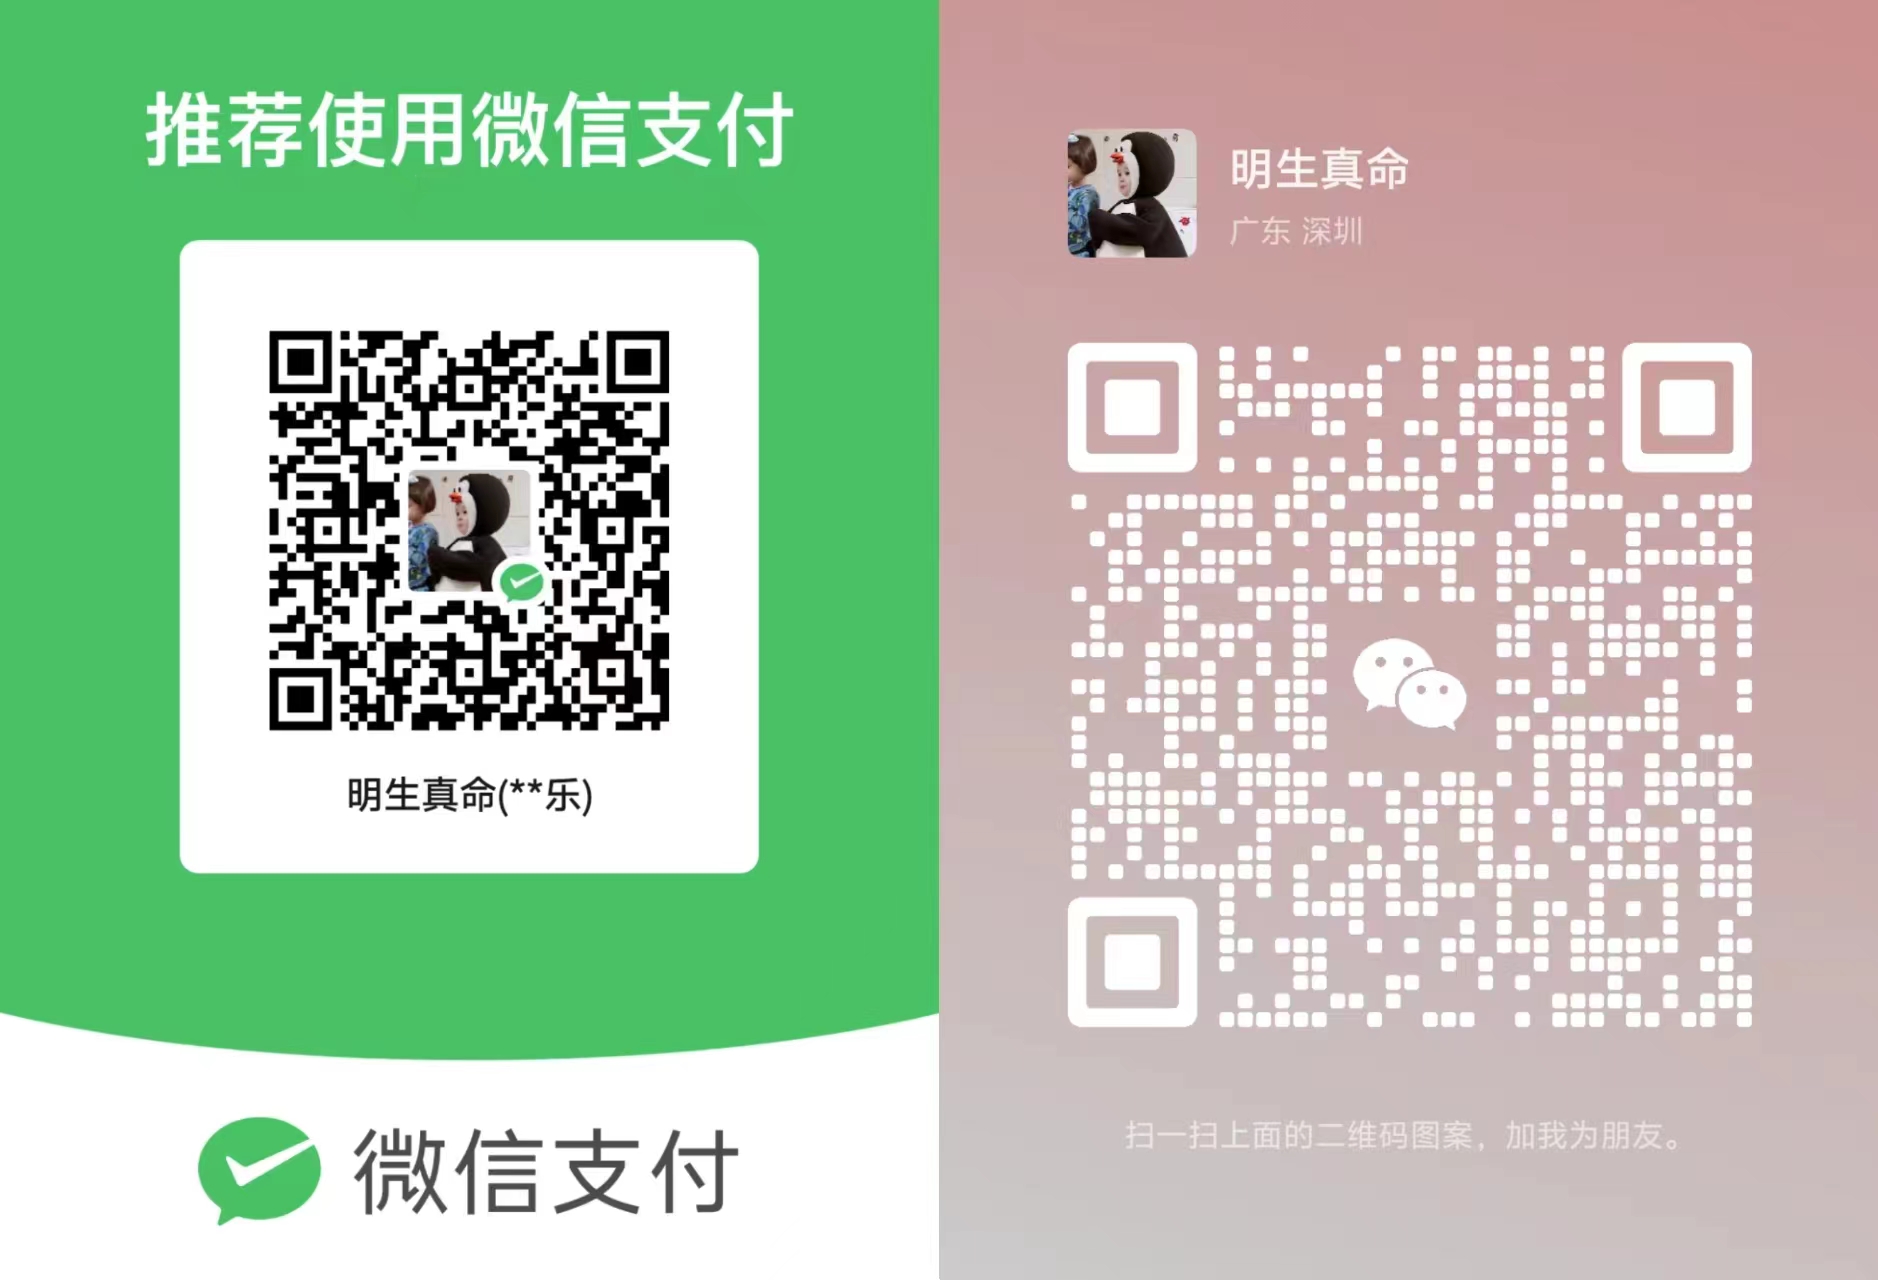 推荐使用微信支付
明生真命(**乐)
微信支付
明生真命
广东 深圳
扫一扫上面的二维码图案，加我为朋友。